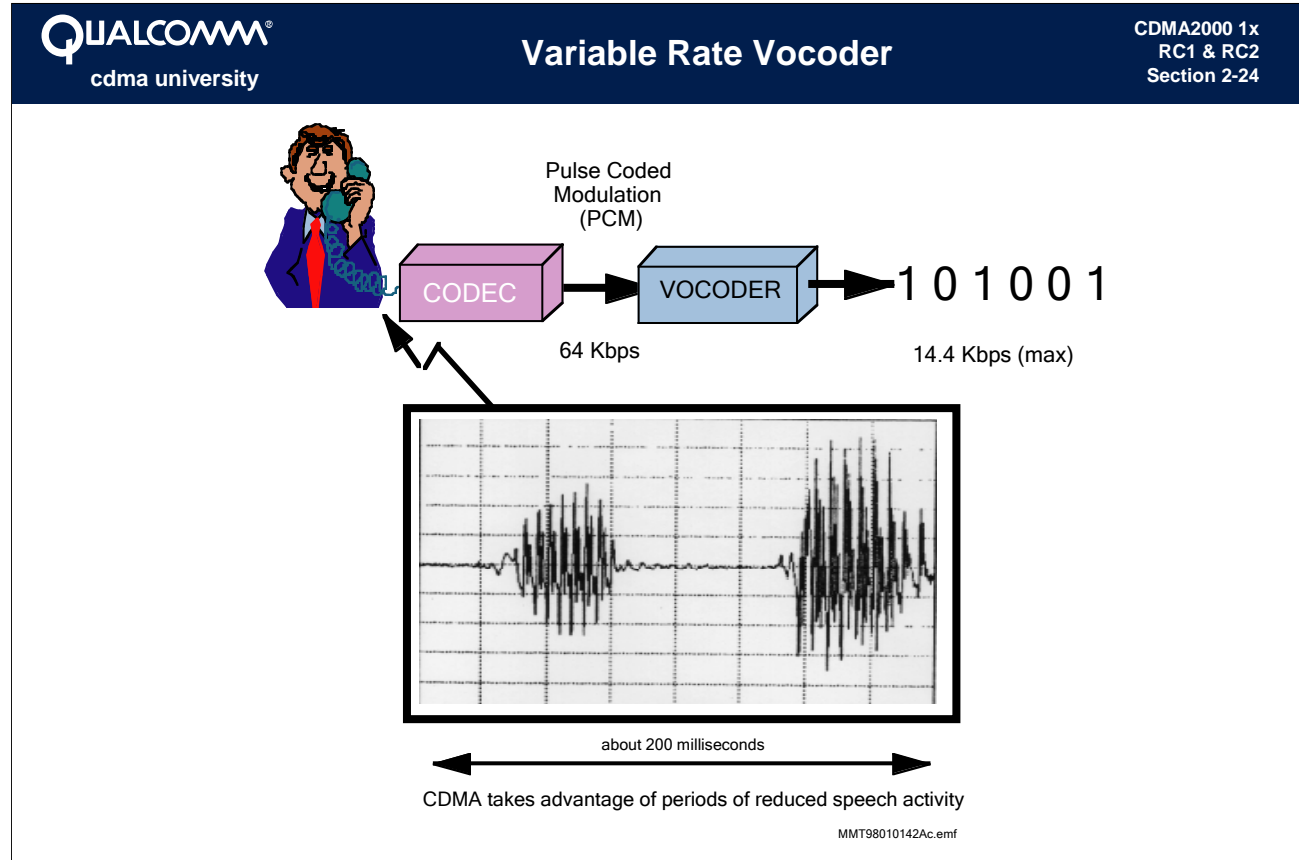 QUALCOMM®
cdma university
Variable Rate Vocoder
CDMA2000 1x
RC1 & RC2
Section 2-24
Pulse Coded
Modulation
(PCM)
CODEC
VOCODER
1 0 1 0 0 1
64 Kbps
14.4 Kbps (max)
about 200 milliseconds
CDMA takes advantage of periods of reduced speech activity
MMT98010142Ac.emf